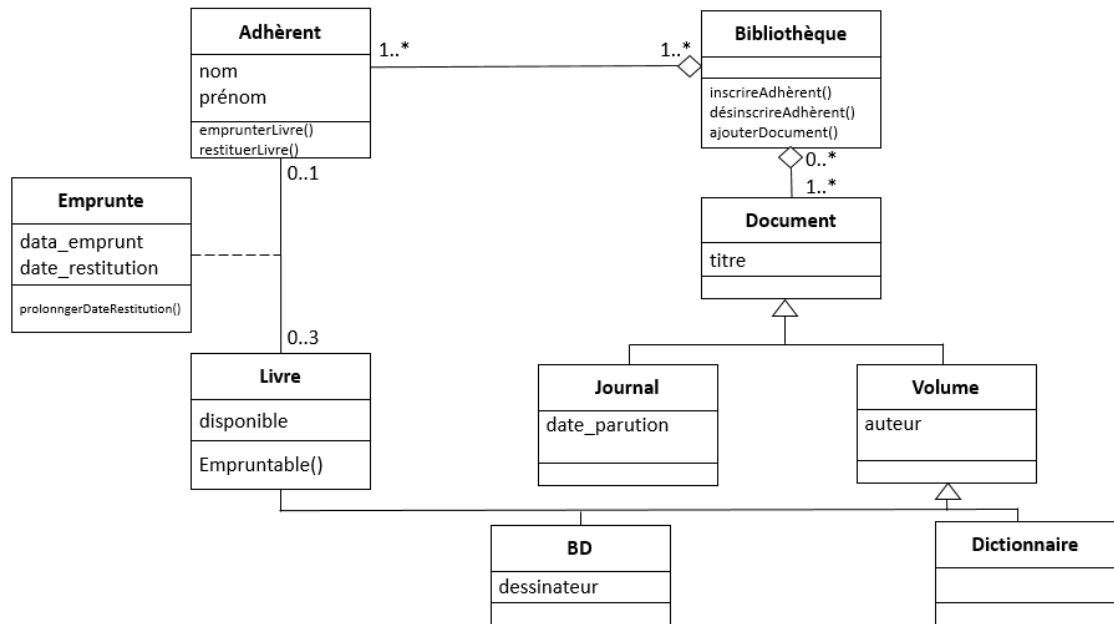 Adhèrent
nom
prénom
emprunterLivre()
restituerLivre()
1..*
1..*
Bibliothèque
inscrireAdhèrent()
désinscrireAdhèrent()
ajouterDocument()
0..*
1..*
0..1
Emprunte
data_emprunt
date_restitution
prolonngerDateRestitution()
0..3
Document
titre
Livre
disponible
Empruntable()
Journal
date_parution
Volume
auteur
BD
dessinateur
Dictionnaire